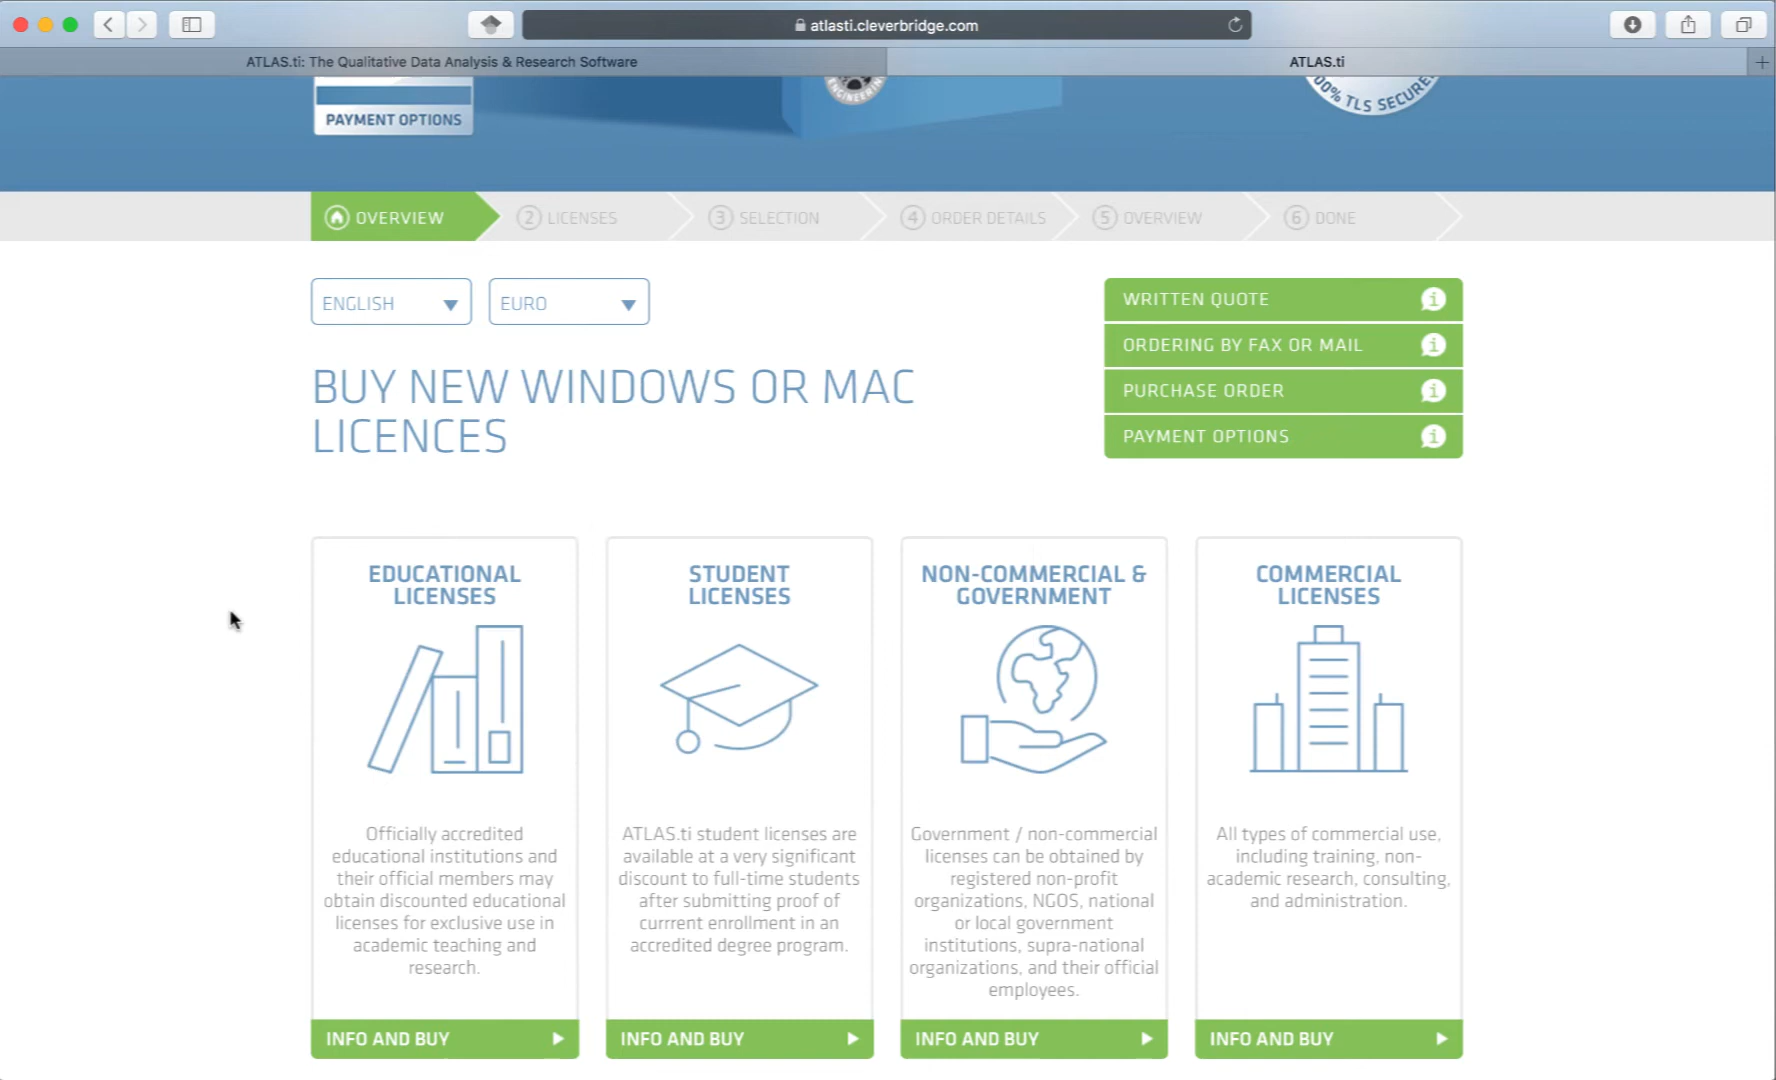 atlasti.cleverbridge.com
ATLAS.ti: The Qualitative Data Analysis & Research Software
ATLAS.ti
PAYMENT OPTIONS
ENGINEERIN
00% TLS SECURE
OVERVIEW
2 LICENSES
3 SELECTION
4 ORDER DETAILS
5 OVERVIEW
6 DONE
ENGLISH
EURO
WRITTEN QUOTE
ORDERING BY FAX OR MAIL
PURCHASE ORDER
PAYMENT OPTIONS
BUY NEW WINDOWS OR MAC
LICENCES
EDUCATIONAL
LICENSES
Officially accredited
educational institutions and
their official members may
obtain discounted educational
licenses for exclusive use in
academic teaching and
research.
INFO AND BUY
STUDENT
LICENSES
ATLAS.ti student licenses are
available at a very significant
discount to full-time students
after submitting proof of
currrent enrollment in an
accredited degree program.
INFO AND BUY
NON-COMMERCIAL &
GOVERNMENT
Government / non-commercial
licenses can be obtained by
registered non-profit
organizations, NGOS, national
or local government
institutions, supra-national
organizations, and their official
employees.
INFO AND BUY
COMMERCIAL
LICENSES
All types of commercial use,
including training, non-
academic research, consulting,
and administration.
INFO AND BUY